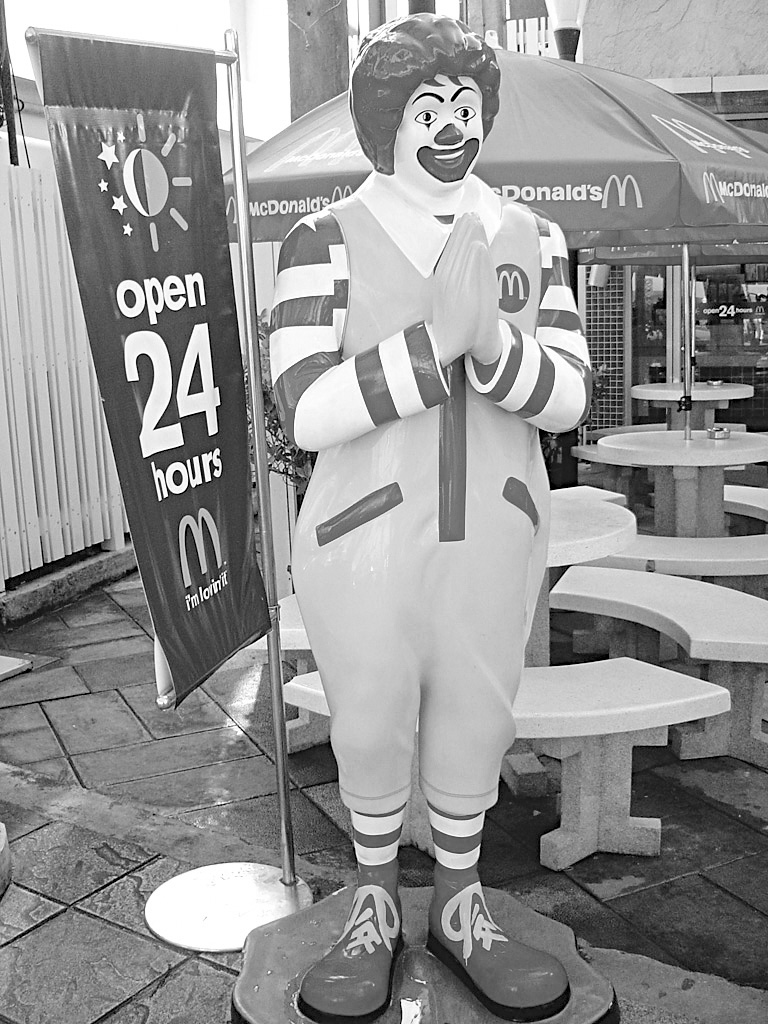 open
24
hours
i'm lovin' it
McDonald's
McDonald's
McDonald's
open 24 hours